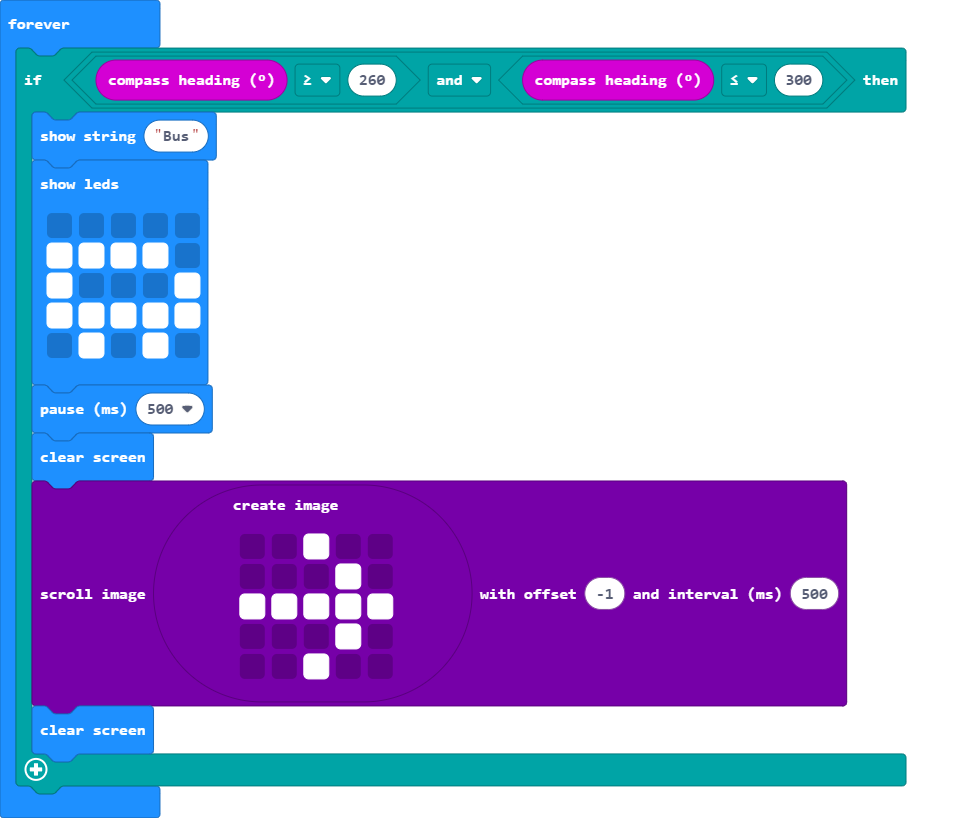 forever
if compass heading (º) ≥ 260 and compass heading (º) ≤ 300 then
show string "Bus"
show leds
pause (ms) 500
clear screen
create image
scroll image with offset -1 and interval (ms) 500
clear screen